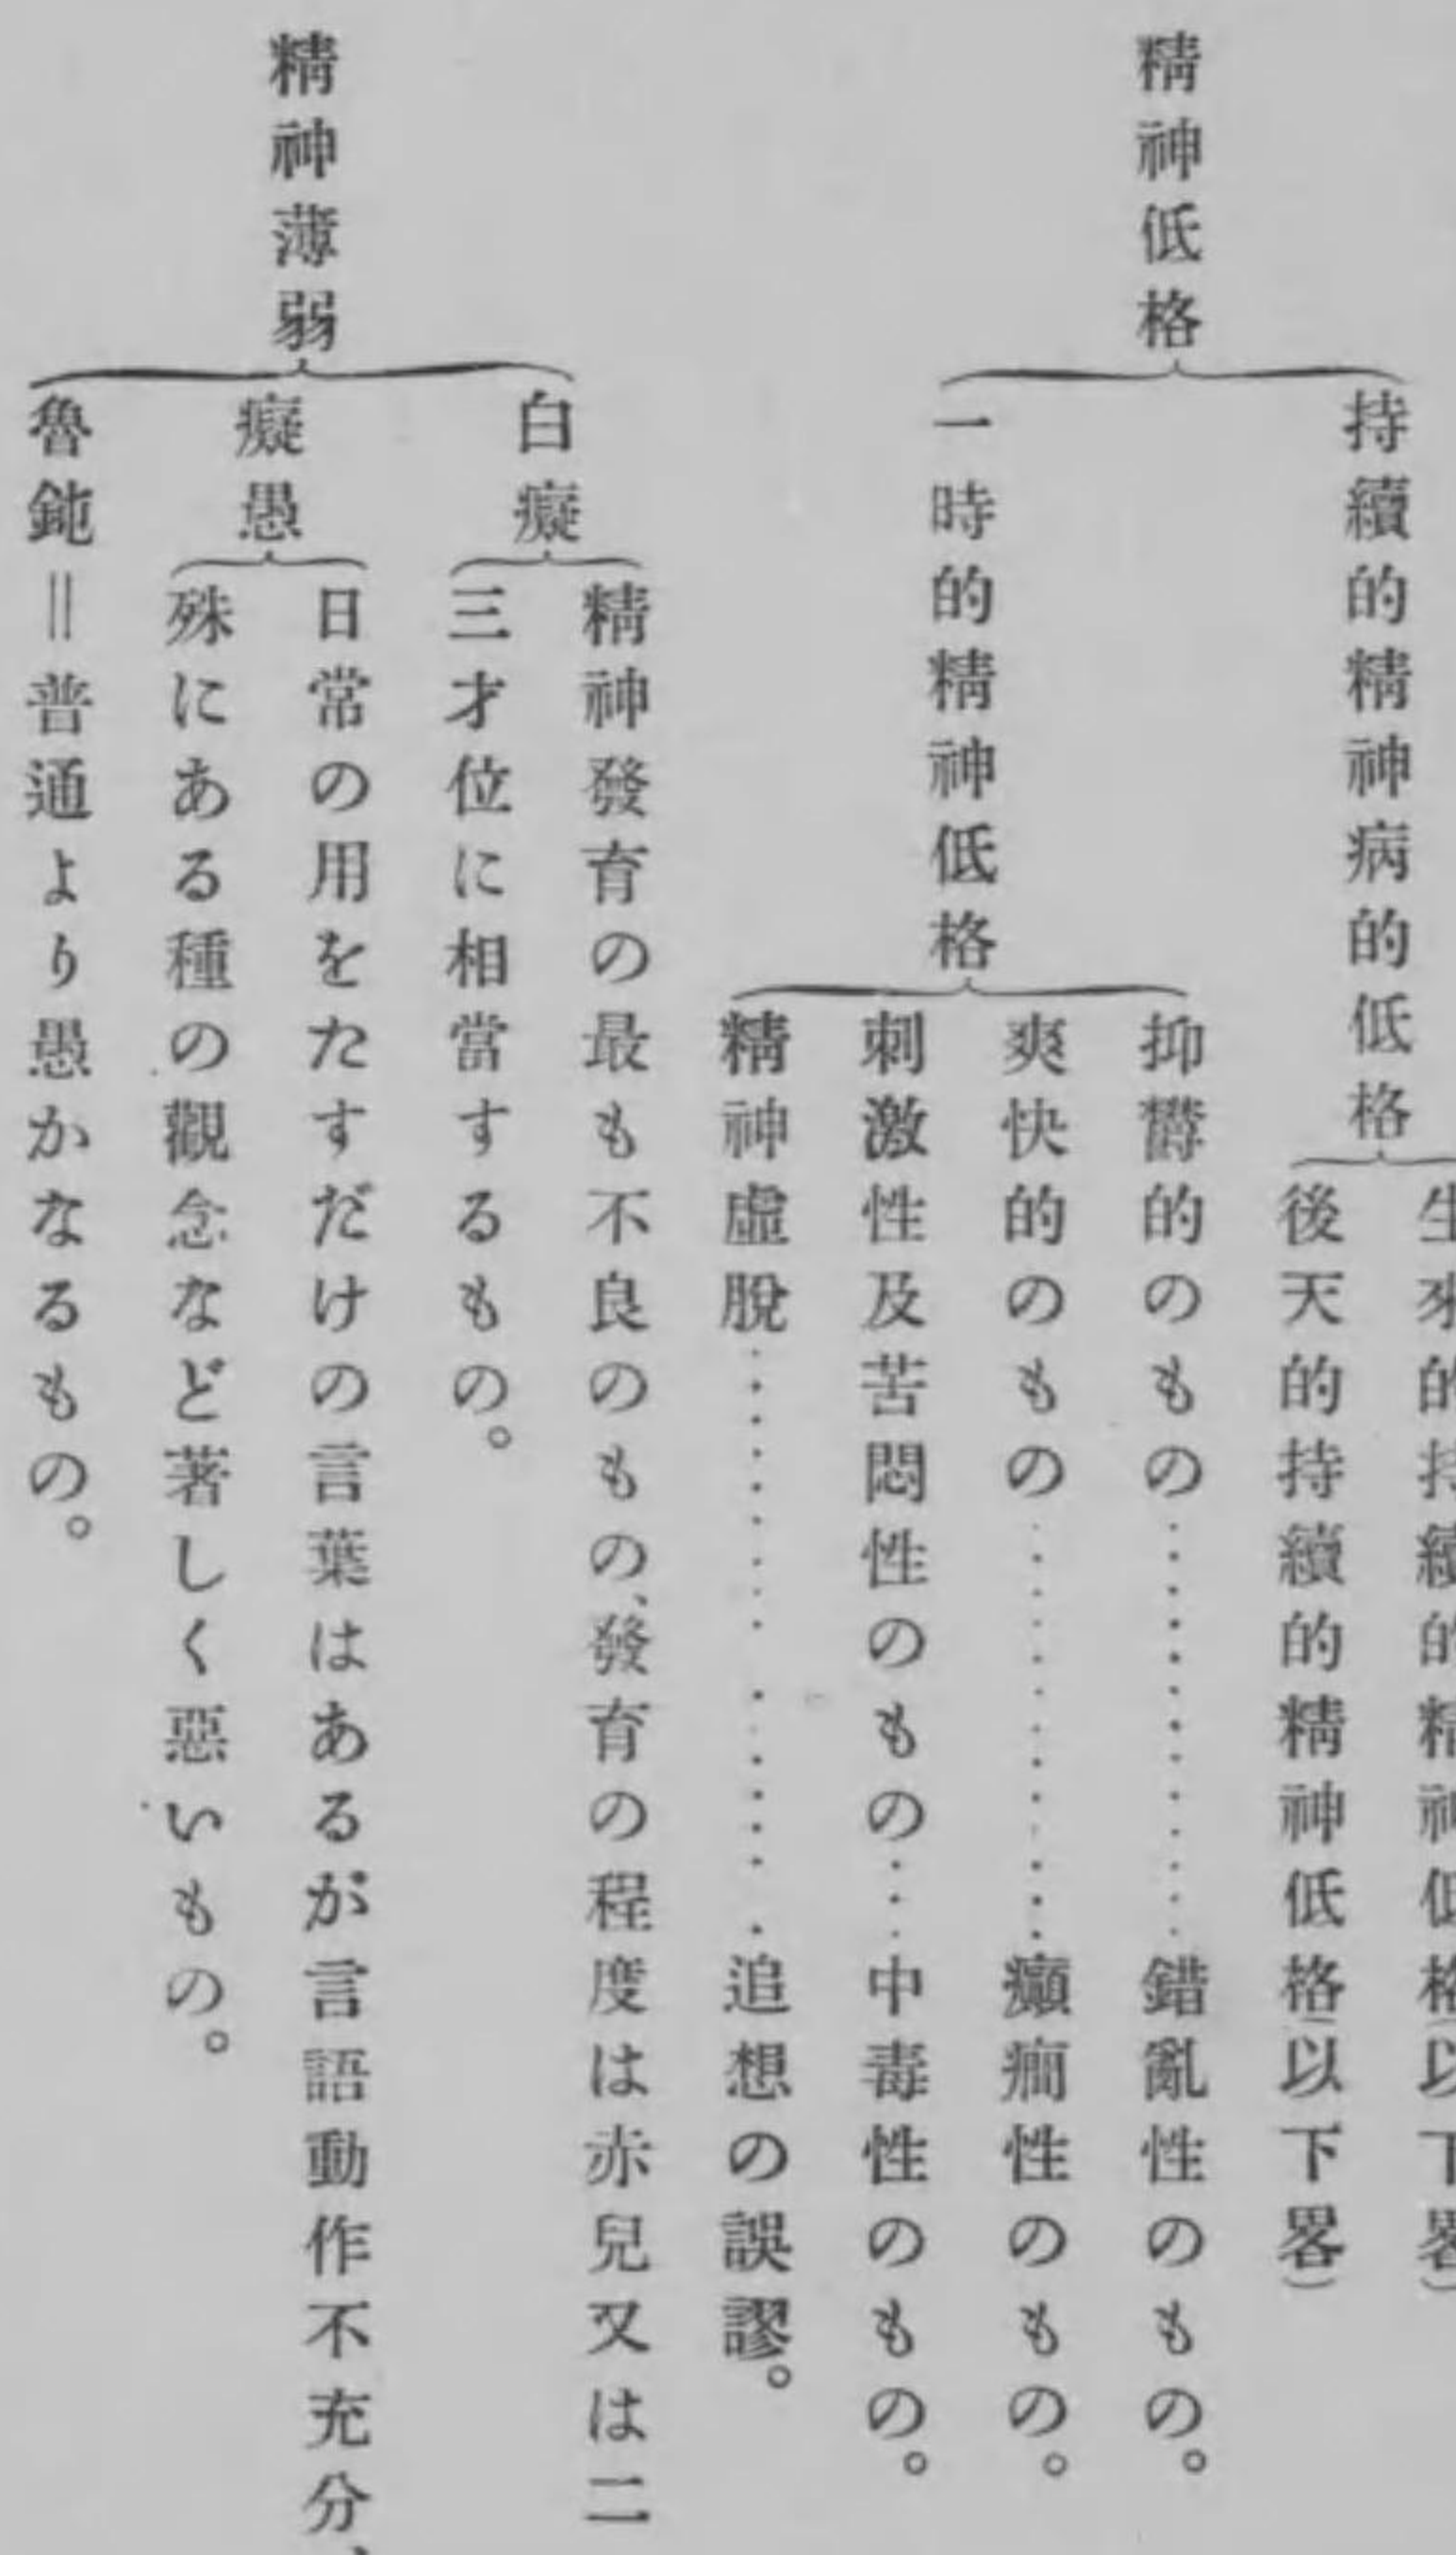 精神低格
持續的精神病的低格
生來的持續的精神低格(以下畧)
後天的持續的精神低格(以下畧)
一時的精神低格
抑欝的のもの…………錯亂性のもの。
爽快的のもの…………癲癇性のもの。
刺激性及苦悶性のもの…中毒性のもの。
精神虛脫………………追想の誤謬。
精神薄弱
白癡
精神發育の最も不良のもの、發育の程度は赤兒又は二
三才位に相當するもの。
癡愚
日常の用をたすだけの言葉はあるが言語動作不充分、
殊にある種の觀念など著しく惡いもの。
魯鈍＝普通より愚かなるもの。